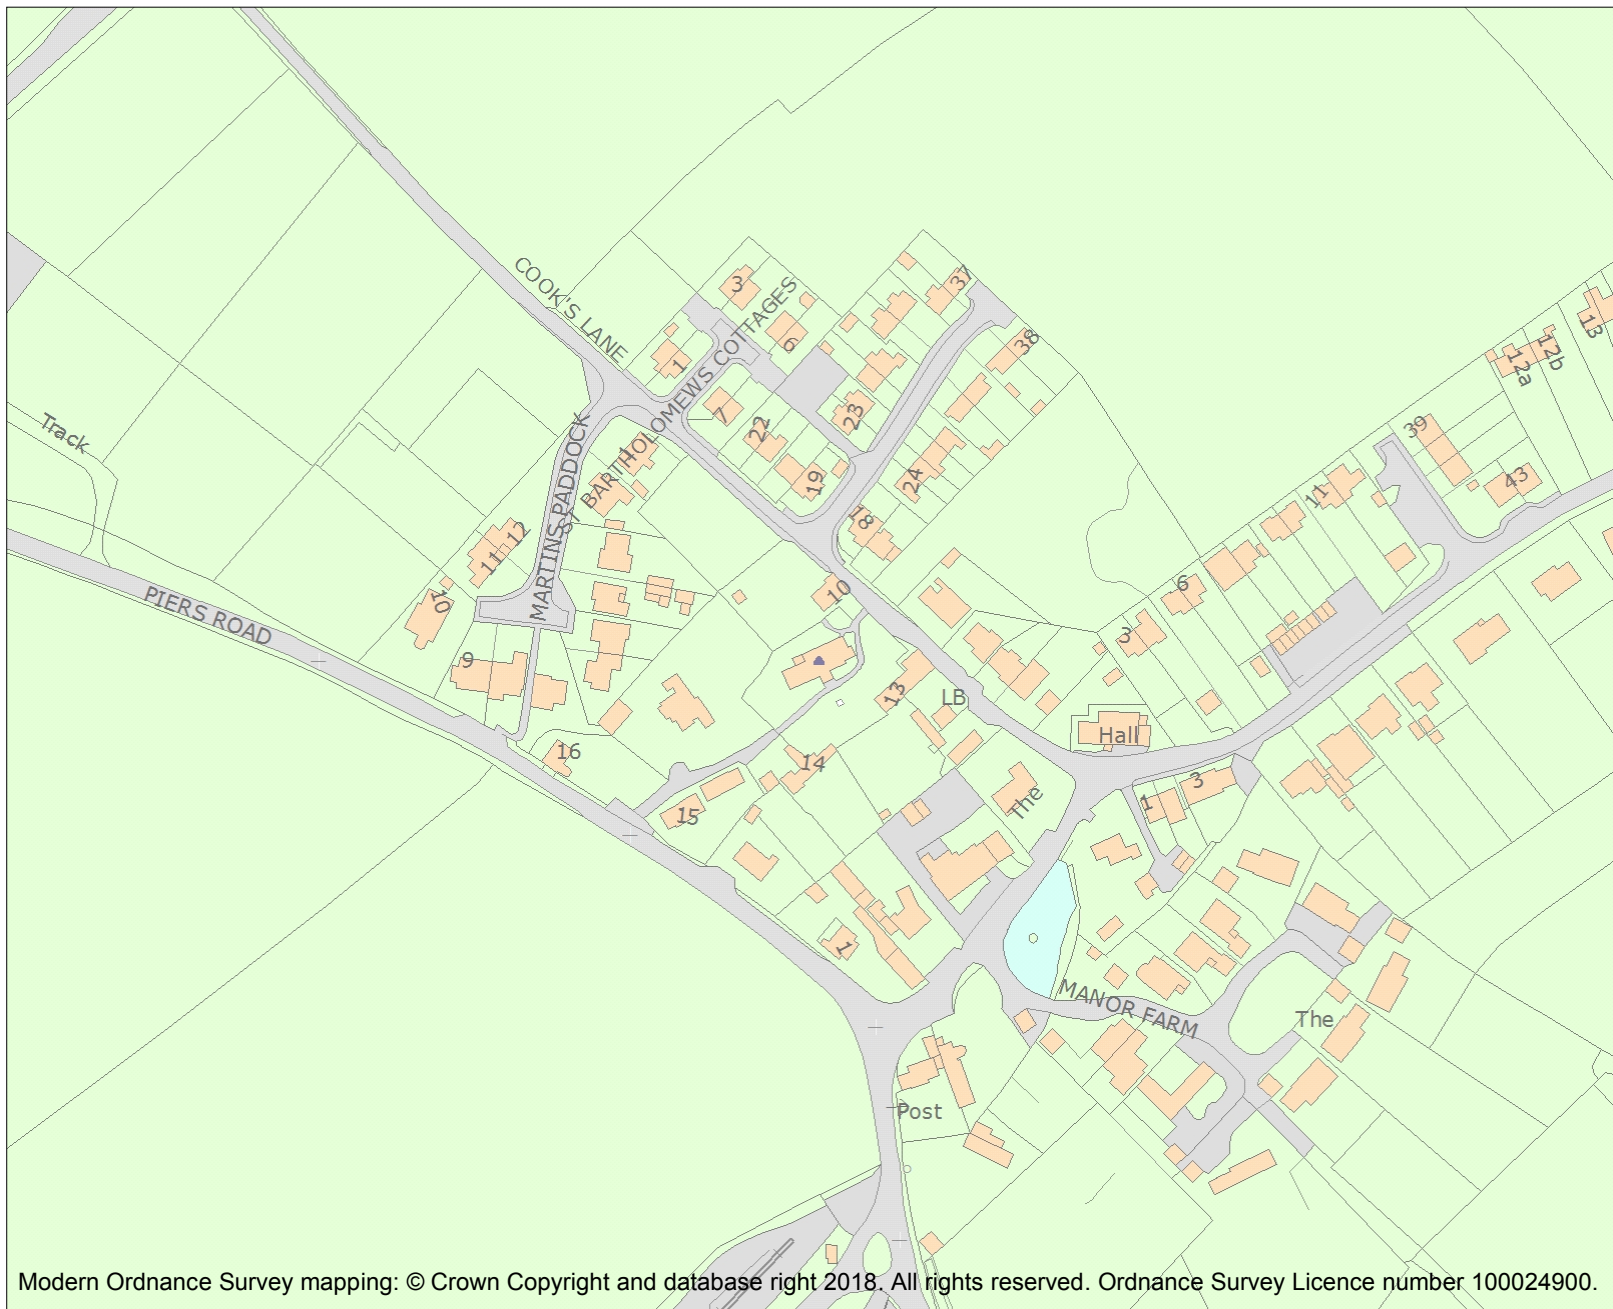 COOK'S LANE
3
37
ST BARTHOLOMEWS COTTAGES
6
38
13
1
12b
12a
7
22
23
39
Track
MARTINS PADDOCK
1
19
24
43
11
18
12
11
10
10
6
PIERS ROAD
3
9
13
LB
Hall
16
14
3
15
The
1
1
MANOR FARM
The
Post
Modern Ordnance Survey mapping: © Crown Copyright and database right 2018. All rights reserved. Ordnance Survey Licence number 100024900.